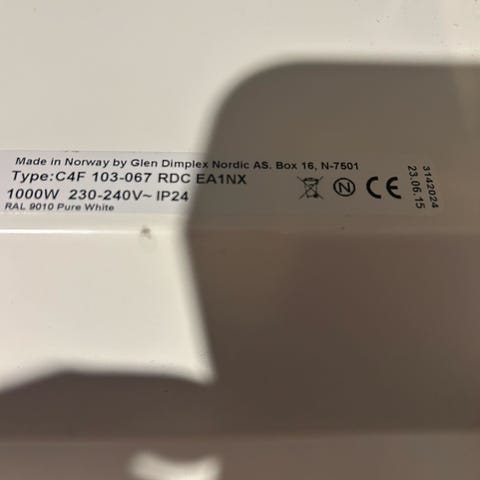 Made in Norway by Glen Dimplex Nordic AS. Box 16, N-7501
Type:C4F 103-067 RDC EA1NX
1000W 230-240V~ IP24
RAL 9010 Pure White
N CE
3142024
23.06.15